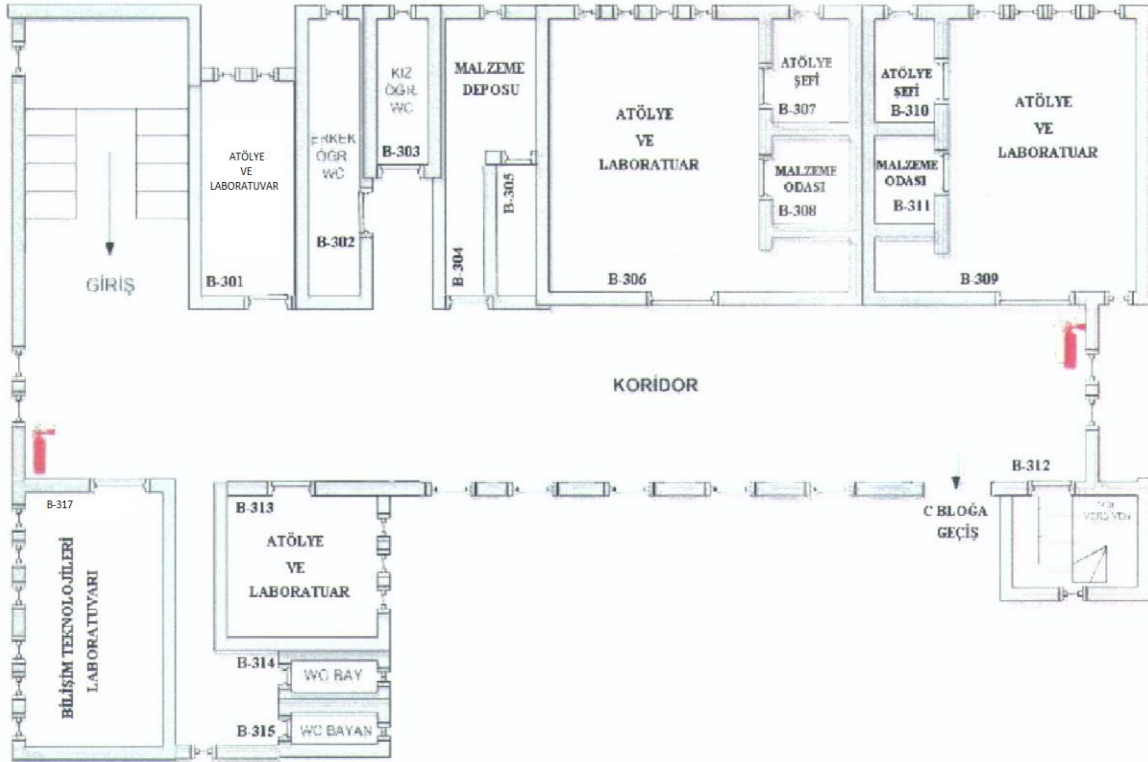 KIZ
ÖĞR.
WC
B-303
MALZEME
DEPOSU
ATÖLYE
VE
LABORATUAR
B-306
ATÖLYE
ŞEFİ
B-307
MALZEME
ODASI
B-308
ATÖLYE
ŞEFİ
B-310
MALZEME
ODASI
B-311
ATÖLYE
VE
LABORATUAR
B-309
ATÖLYE
VE
LABORATUVAR
B-301
ERKEK
ÖĞR.
WC
B-302
B-304
B-305
GİRİŞ
KORİDOR
B-317
BİLİŞİM TEKNOLOJİLERİ
LABORATUVARI
B-313
ATÖLYE
VE
LABORATUAR
B-314
WC BAY
B-315
WC BAYAN
C BLOĞA
GEÇİŞ
B-312